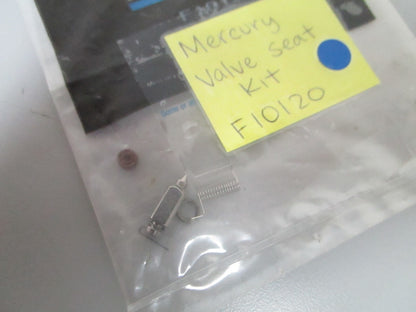 Mercury
Valve Seat
Kit
F10120